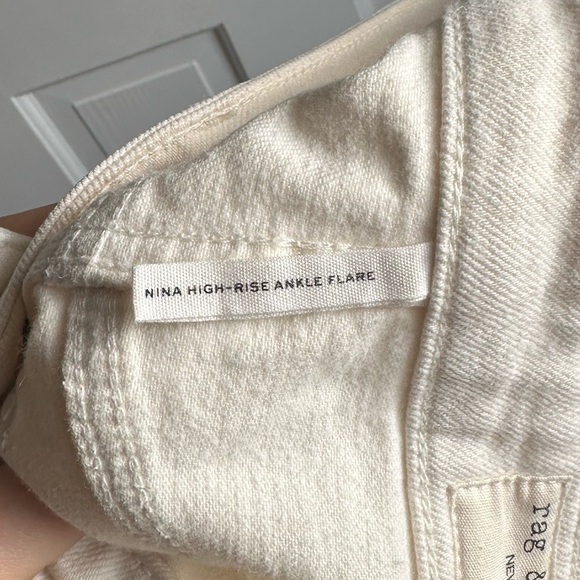 NINA HIGH-RISE ANKLE FLARE
rag &